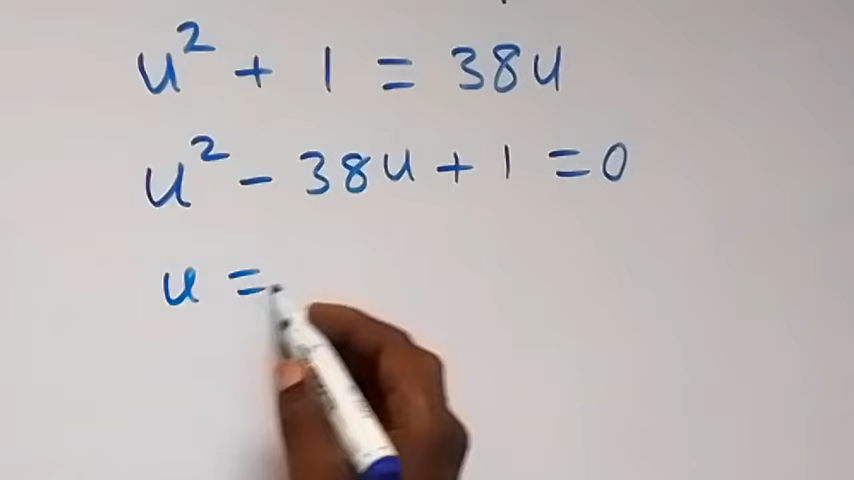 u² + 1 = 38u
u² - 38u + 1 = 0
u =